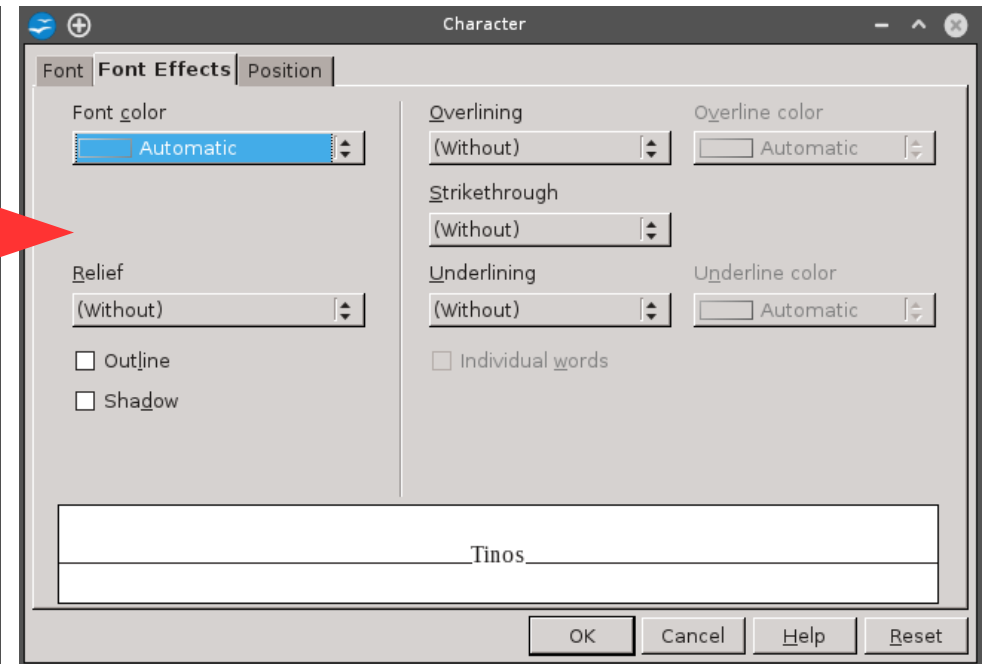 Character
Font Font Effects Position
Font color
Automatic
Relief
(Without)
Outline
Shadow
Overlining
(Without)
Overline color
Automatic
Strikethrough
(Without)
Underlining
(Without)
Underline color
Automatic
Individual words
Tinos
OK Cancel Help Reset